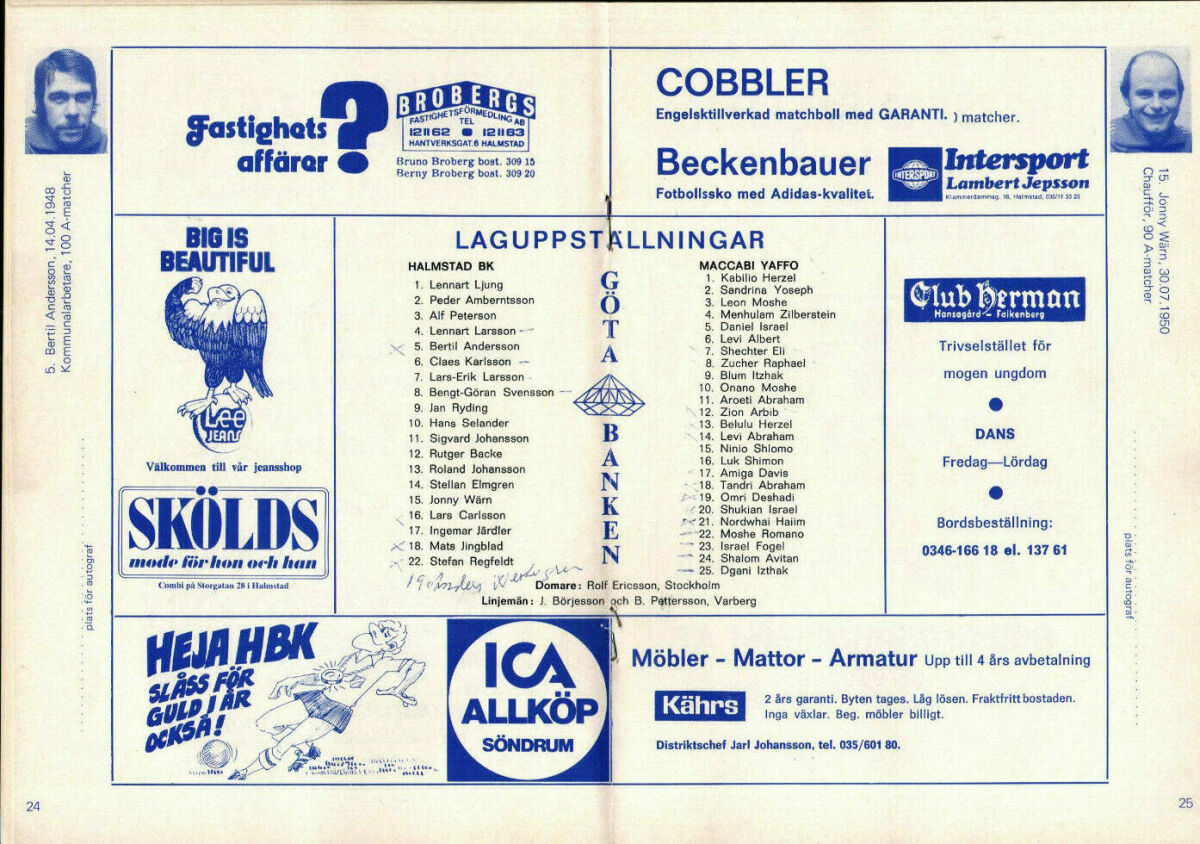 5. Bertil Andersson, 14.04.1948
Kommunalarbetare, 100 A-matcher
plats för autograf
Fastighets
affärer ?
BROBERGS
FASTIGHETSFÖRMEDLING AB
TEL
121162 ● 121163
HANTVERKSGAT. 6 HALMSTAD
Bruno Broberg bost. 309 15
Berny Broberg bost. 309 20
COBBLER
Engelsktillverkad matchboll med GARANTI. ) matcher.
Beckenbauer
Fotbollssko med Adidas-kvalitet.
INTERSPORT
Intersport
Lambert Jepsson
Klammerdammsg. 16, Halmstad, 035/11 33 23
15. Jonny Wärn, 30.07.1950
Chaufför, 90 A-matcher
plats för autograf
BIG IS
BEAUTIFUL
Lee
JEANS
Välkommen till vår jeansshop
SKÖLDS
mode för hon och han
Combi på Storgatan 28 i Halmstad
LAGUPPSTÄLLNINGAR
HALMSTAD BK
1. Lennart Ljung
2. Peder Amberntsson
3. Alf Peterson
4. Lennart Larsson
5. Bertil Andersson
6. Claes Karlsson
7. Lars-Erik Larsson
8. Bengt-Göran Svensson
9. Jan Ryding
10. Hans Selander
11. Sigvard Johansson
12. Rutger Backe
13. Roland Johansson
14. Stellan Elmgren
15. Jonny Wärn
16. Lars Carlsson
17. Ingemar Järdler
18. Mats Jingblad
22. Stefan Regfeldt
19. Anders
GÖTA
BANKEN
MACCABI YAFFO
1. Kabilio Herzel
2. Sandrina Yoseph
3. Leon Moshe
4. Menhulam Zilberstein
5. Daniel Israel
6. Levi Albert
7. Shechter Eli
8. Zucher Raphael
9. Blum Itzhak
10. Onano Moshe
11. Aroeti Abraham
12. Zion Arbib
13. Belulu Herzel
14. Levi Abraham
15. Ninio Shlomo
16. Luk Shimon
17. Amiga Davis
18. Tandri Abraham
19. Omri Deshadi
20. Shukian Israel
21. Nordwhai Haiim
22. Moshe Romano
23. Israel Fogel
24. Shalom Avitan
25. Dgani Izthak
Domare: Rolf Ericsson, Stockholm
Linjemän: J. Börjesson och B. Pettersson, Varberg
Club Herman
Hansagård – Falkenberg
Trivselstället för
mogen ungdom
●
DANS
Fredag—Lördag
●
Bordsbeställning:
0346-166 18 el. 137 61
HEJA HBK
SLÅSS FÖR
GULD I ÅR
OCKSÅ!
ICA
ALLKÖP
SÖNDRUM
Möbler - Mattor - Armatur Upp till 4 års avbetalning
Kährs
2 års garanti. Byten tages. Låg lösen. Fraktfritt bostaden.
Inga växlar. Beg. möbler billigt.
Distriktschef Jarl Johansson, tel. 035/601 80.
24
25